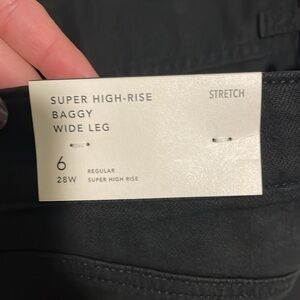 SUPER HIGH-RISE STRETCH
BAGGY
WIDE LEG
6 REGULAR
28W SUPER HIGH RISE